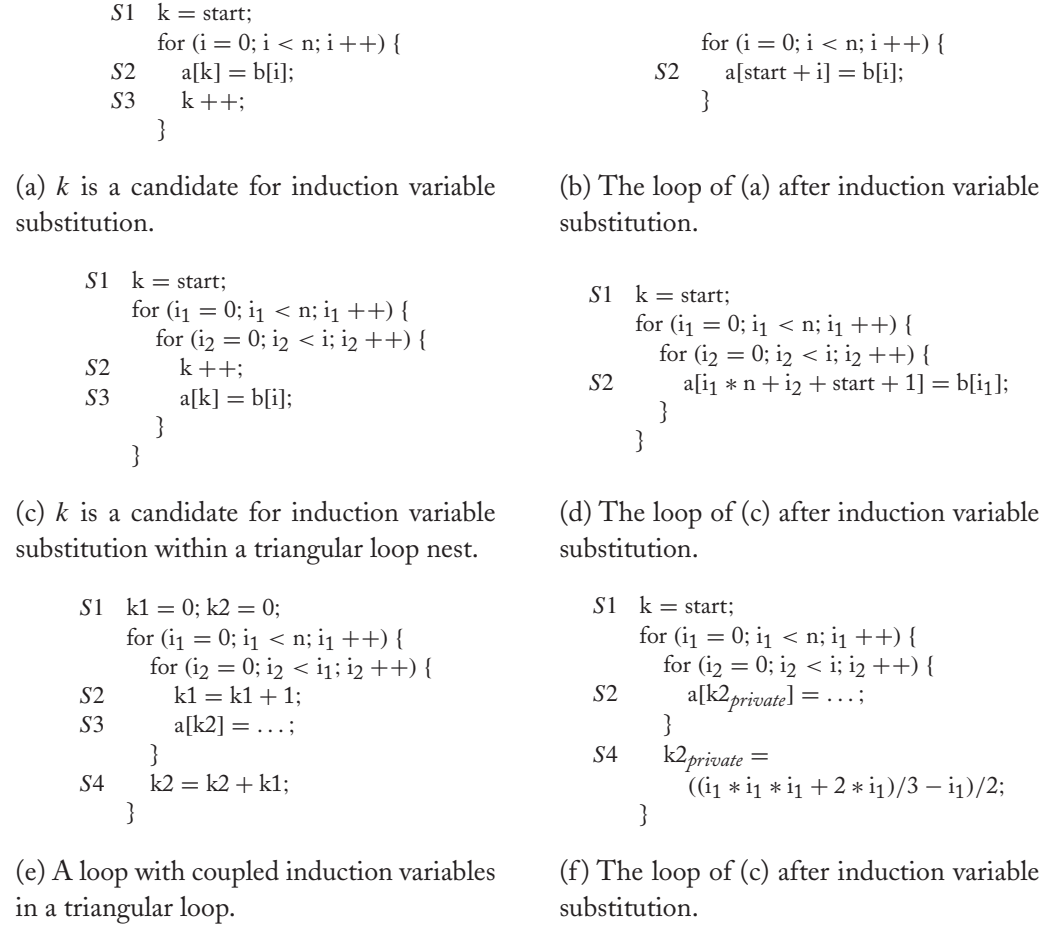 S1 k = start;
for (i = 0; i < n; i ++) {
S2 a[k] = b[i];
S3 k ++;
}
(a) k is a candidate for induction variable
substitution.
for (i = 0; i < n; i ++) {
S2 a[start + i] = b[i];
}
(b) The loop of (a) after induction variable
substitution.
S1 k = start;
for (i₁ = 0; i₁ < n; i₁ ++) {
for (i₂ = 0; i₂ < i; i₂ ++) {
S2 k ++;
S3 a[k] = b[i];
}
}
(c) k is a candidate for induction variable
substitution within a triangular loop nest.
S1 k = start;
for (i₁ = 0; i₁ < n; i₁ ++) {
for (i₂ = 0; i₂ < i; i₂ ++) {
S2 a[i₁ * n + i₂ + start + 1] = b[i₁];
}
}
(d) The loop of (c) after induction variable
substitution.
S1 k1 = 0; k2 = 0;
for (i₁ = 0; i₁ < n; i₁ ++) {
for (i₂ = 0; i₂ < i₁; i₂ ++) {
S2 k1 = k1 + 1;
S3 a[k2] = . . . ;
}
S4 k2 = k2 + k1;
}
(e) A loop with coupled induction variables
in a triangular loop.
S1 k = start;
for (i₁ = 0; i₁ < n; i₁ ++) {
for (i₂ = 0; i₂ < i; i₂ ++) {
S2 a[k2private] = . . . ;
}
S4 k2private =
((i₁ * i₁ * i₁ + 2 * i₁)/3 − i₁)/2;
}
(f) The loop of (c) after induction variable
substitution.